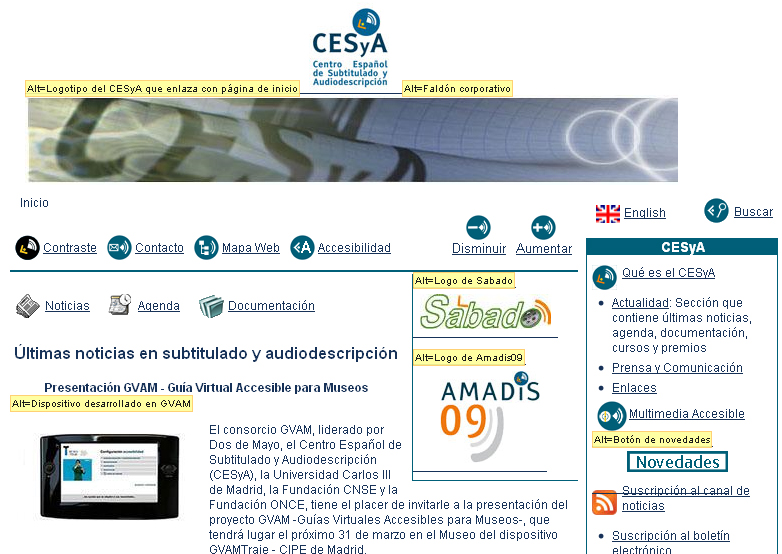 CESyA
Centro Español
de Subtitulado y
Audiodescripción
Alt=Logotipo del CESyA que enlaza con página de inicio
Alt=Faldón corporativo
Inicio
English
Buscar
Contraste
Contacto
Mapa Web
Accesibilidad
Disminuir
Aumentar
Noticias
Agenda
Documentación
Alt=Logo de Sabado
Sabado
Últimas noticias en subtitulado y audiodescripción
Alt=Logo de Amadis09
AMADIS
09
Presentación GVAM - Guía Virtual Accesible para Museos
Alt=Dispositivo desarrollado en GVAM
El consorcio GVAM, liderado por
Dos de Mayo, el Centro Español de
Subtitulado y Audiodescripción
(CESyA), la Universidad Carlos III
de Madrid, la Fundación CNSE y la
Fundación ONCE, tiene el placer de invitarle a la presentación del
proyecto GVAM -Guías Virtuales Accesibles para Museos-, que
tendrá lugar el próximo 31 de marzo en el Museo del dispositivo
GVAMTraje - CIPE de Madrid.
CESyA
Qué es el CESyA
Actualidad: Sección que
contiene últimas noticias,
agenda, documentación,
cursos y premios
Prensa y Comunicación
Enlaces
Multimedia Accesible
Alt=Botón de novedades
Novedades
Suscripción al canal de
noticias
Suscripción al boletín
electrónico